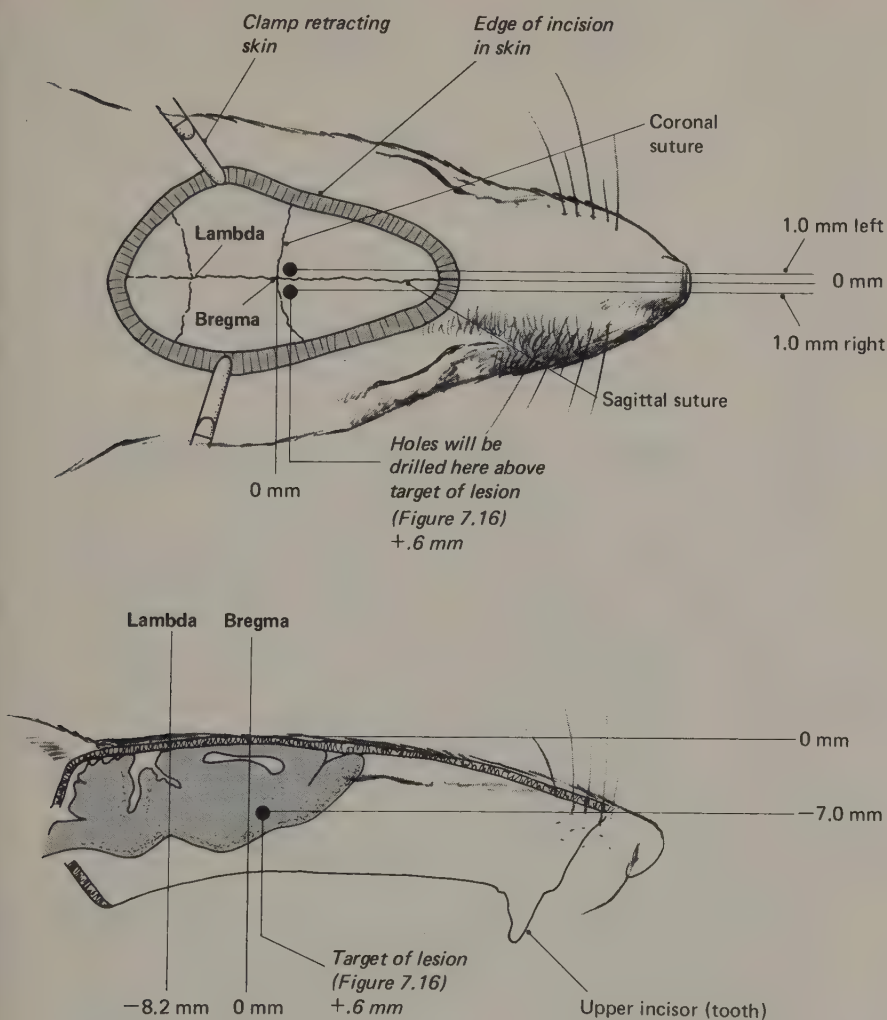 Clamp retracting
skin
Edge of incision
in skin
Coronal
suture
Lambda
1.0 mm left
0 mm
Bregma
1.0 mm right
Sagittal suture
Holes will be
drilled here above
target of lesion
(Figure 7.16)
+.6 mm
0 mm
Lambda Bregma
0 mm
−7.0 mm
Target of lesion
(Figure 7.16)
−8.2 mm 0 mm +.6 mm Upper incisor (tooth)